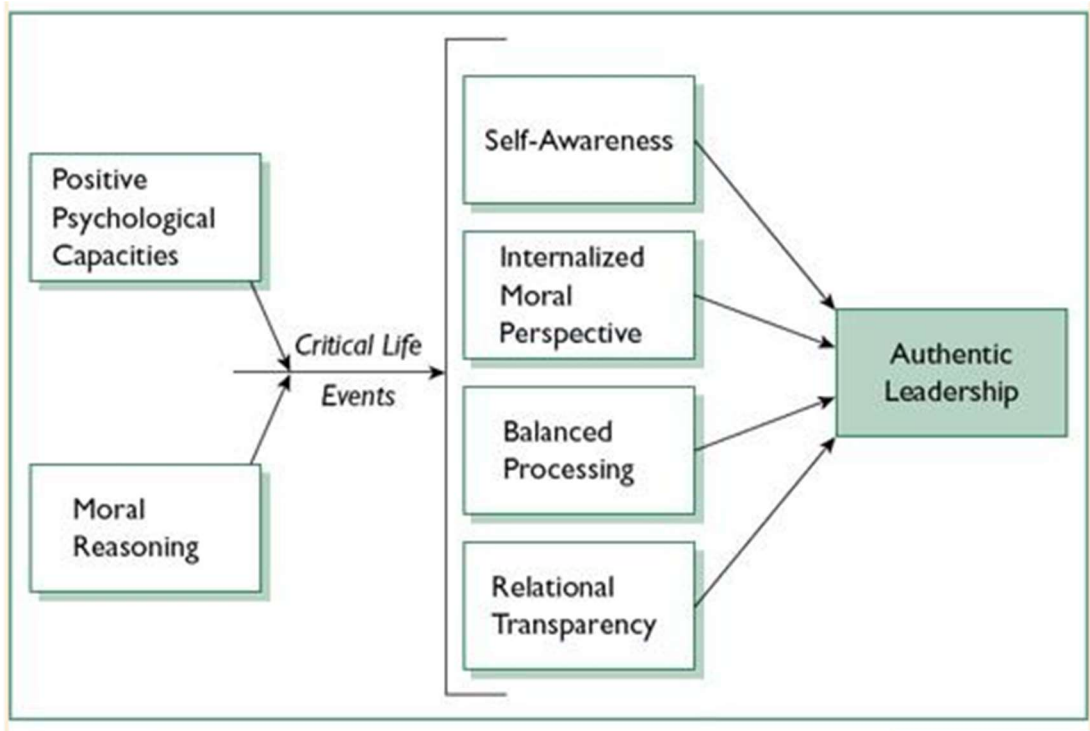 Positive
Psychological
Capacities
Moral
Reasoning
Critical Life
Events
Self-Awareness
Internalized
Moral
Perspective
Balanced
Processing
Relational
Transparency
Authentic
Leadership